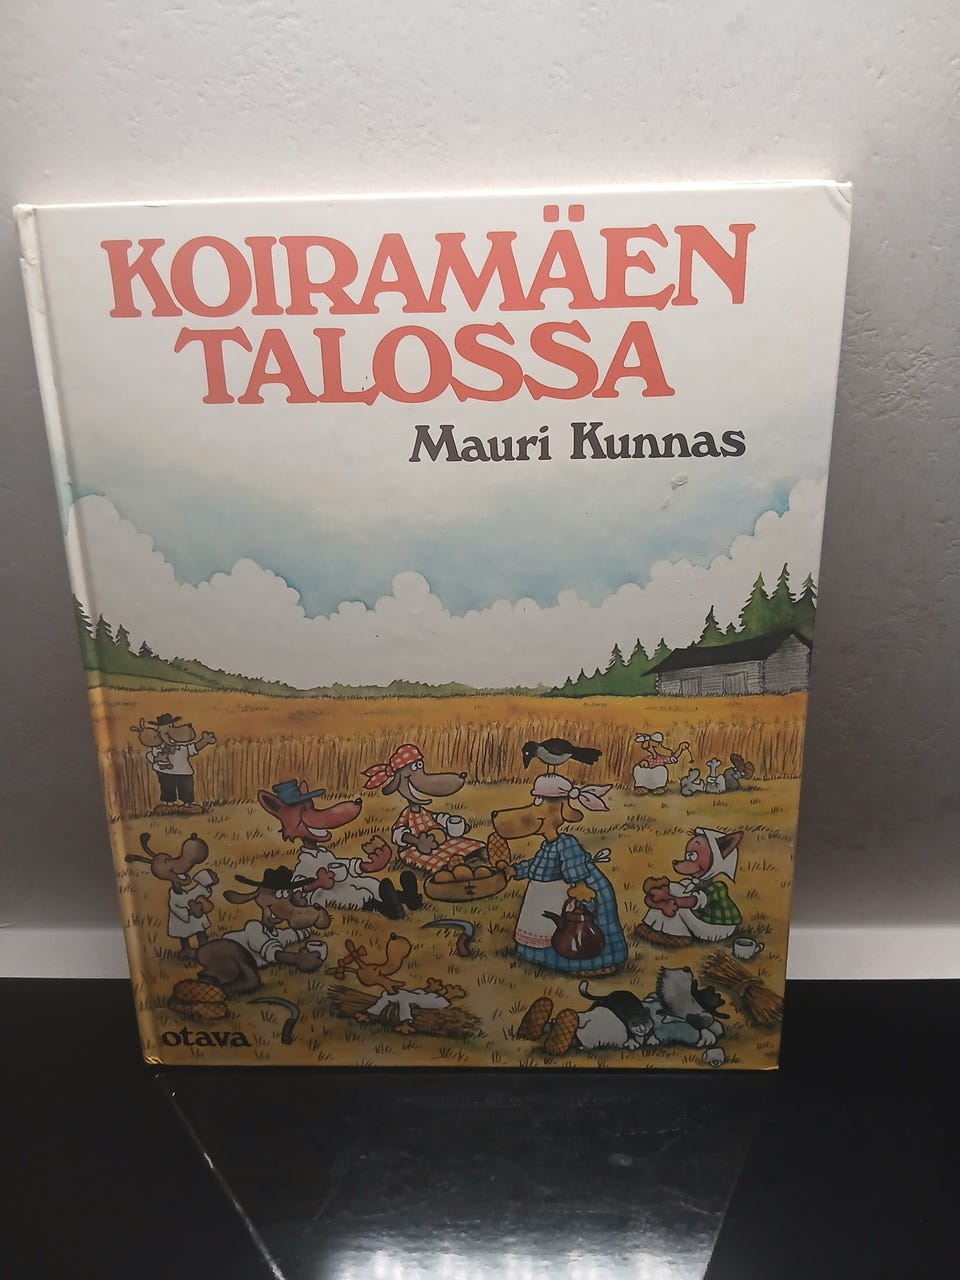 KOIRAMÄEN
TALOSSA
Mauri Kunnas
otava